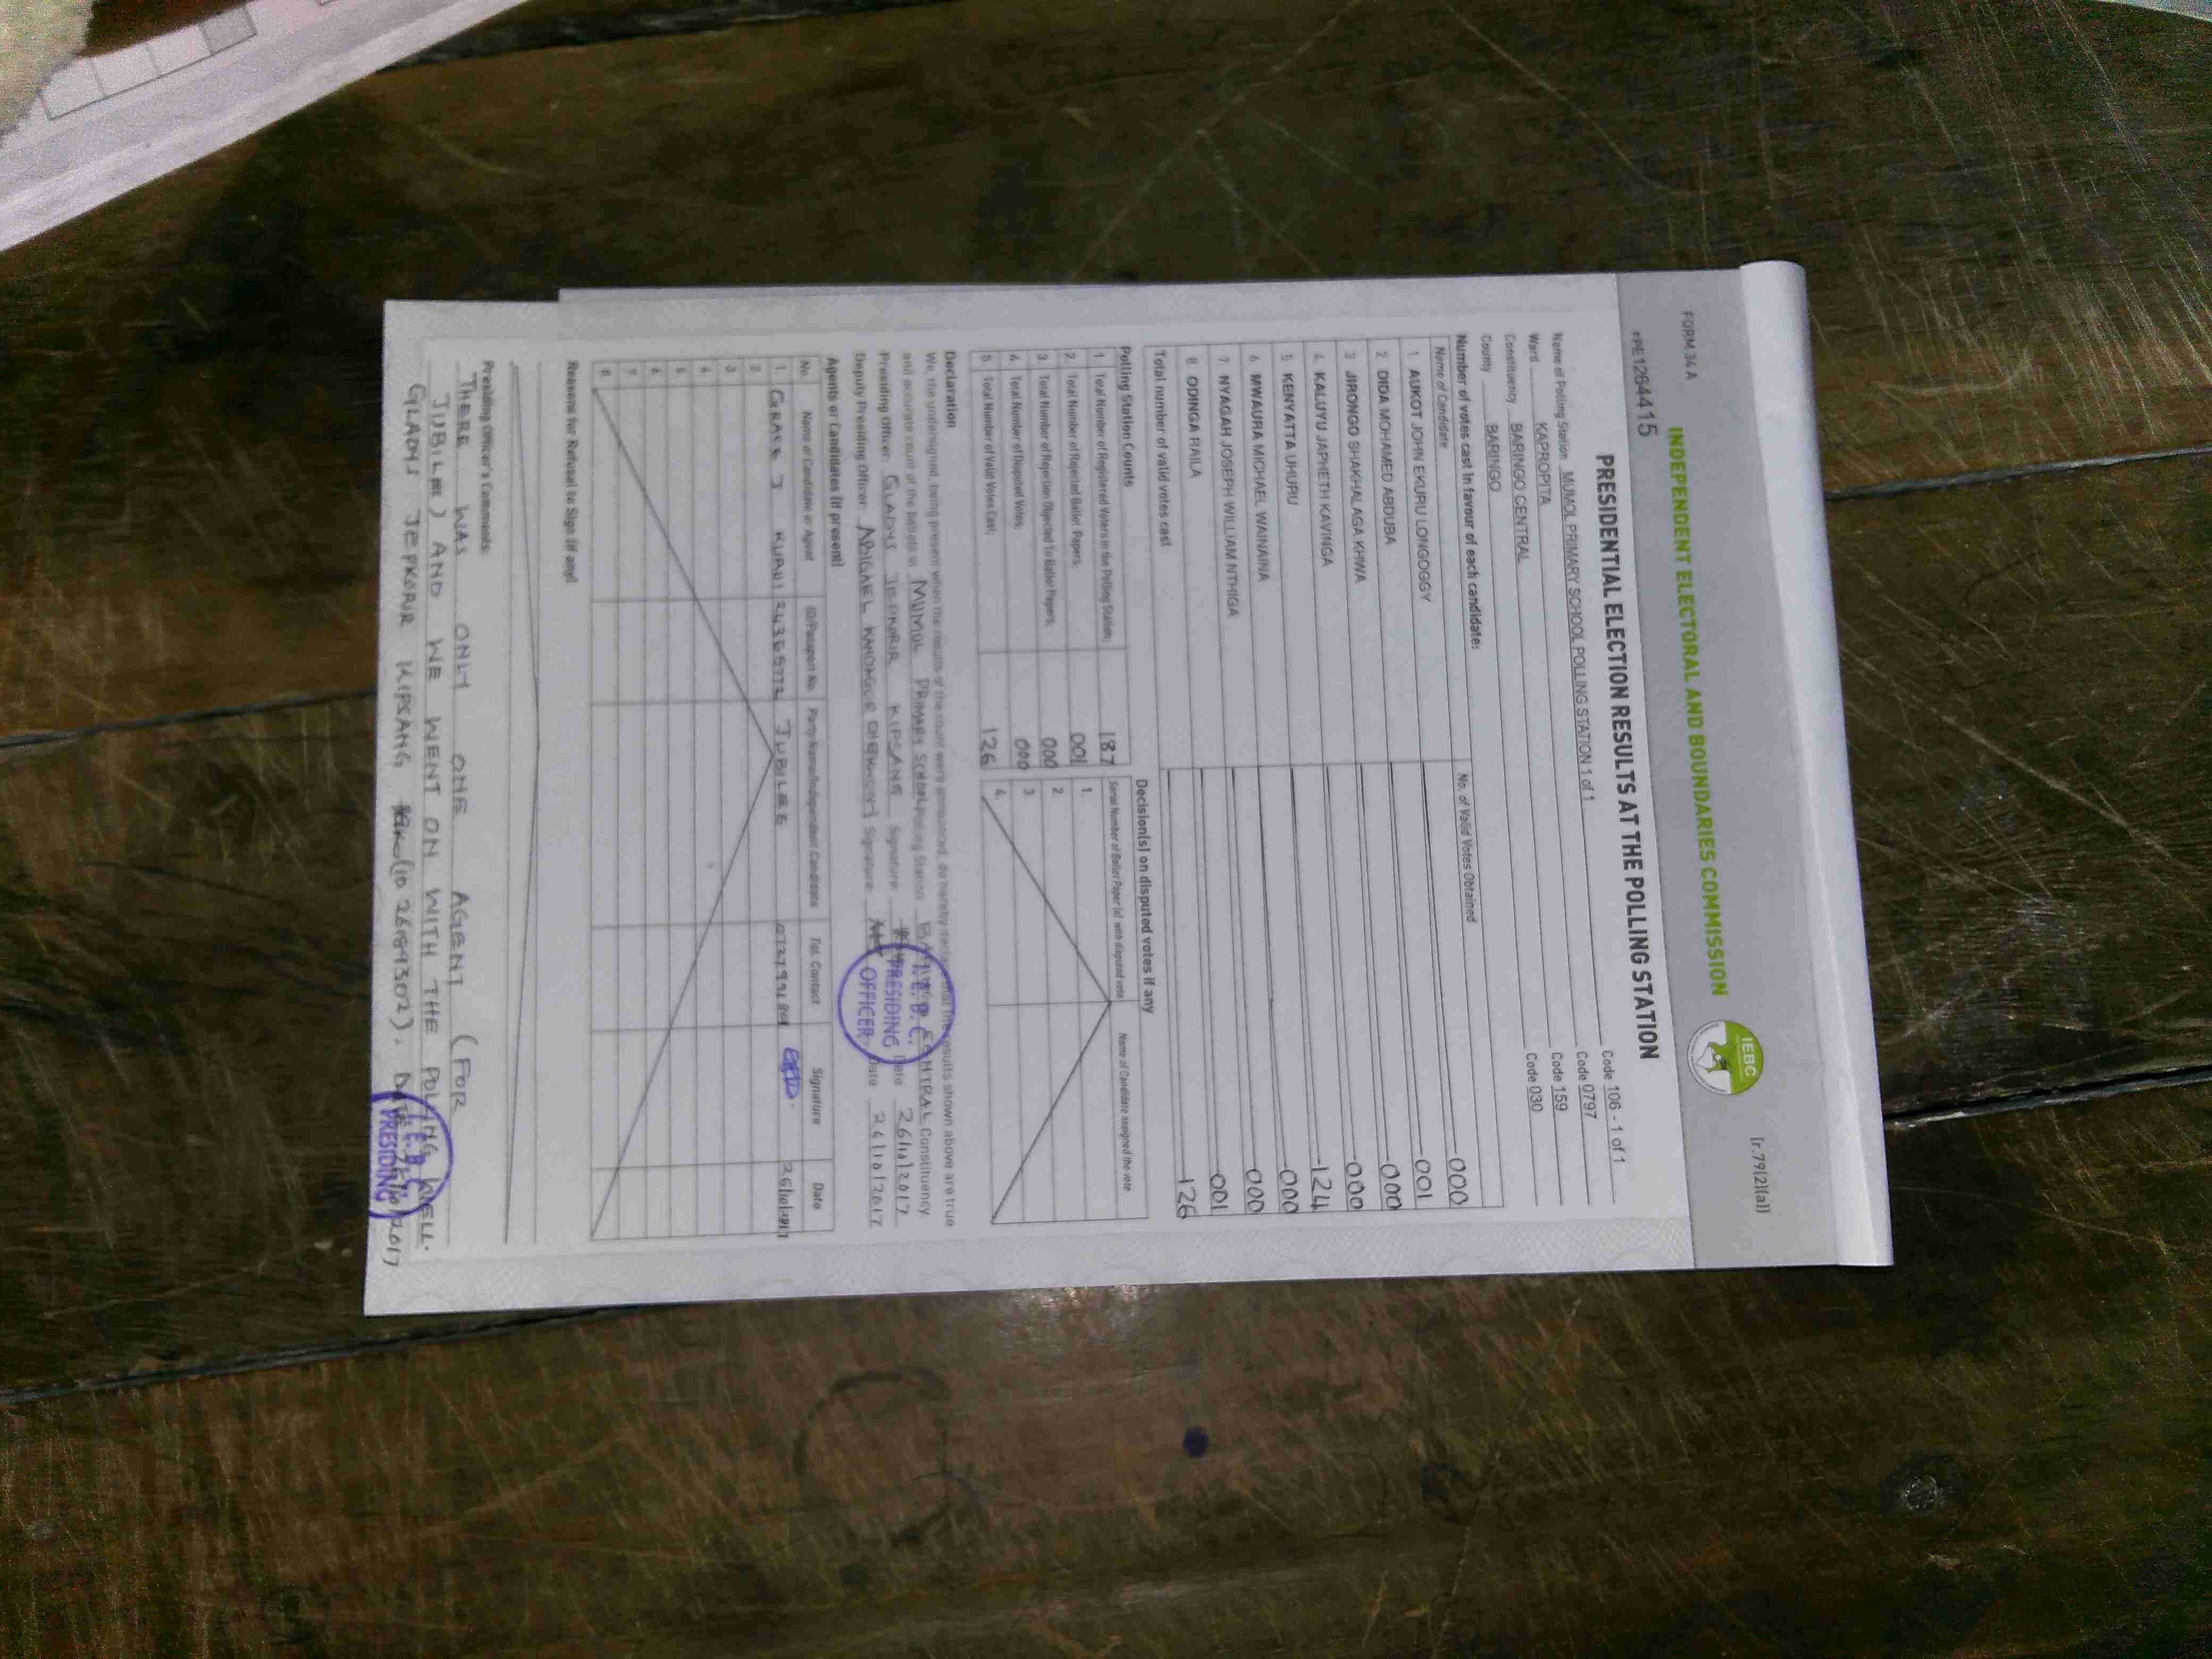 FORM 34 A
(r.79(2)(a))
INDEPENDENT ELECTORAL AND BOUNDARIES COMMISSION
IEBC
PRE1264415
PRESIDENTIAL ELECTION RESULTS AT THE POLLING STATION
Name of Polling Station MUMOL PRIMARY SCHOOL POLLING STATION 1 of 1 Code 106 - 1 of 1
Ward KAPROPITA Code 0797
Constituency BARINGO CENTRAL Code 159
County BARINGO Code 030
Number of votes cast in favour of each candidate:
Name of Candidate No. of Valid Votes Obtained
1 AUKOT JOHN EKURU LONGOGGY 000
2 DIDA MOHAMED ABDUBA 001
3 JIRONGO SHAKHALAGA KHWA 000
4 KALUYU JAPHETH KAVINGA 000
5 KENYATTA UHURU 124
6 MWAURA MICHAEL WAINAINA 000
7 NYAGAH JOSEPH WILLIAM NTHIGA 000
8 ODINGA RAILA 001
Total number of valid votes cast 126
Polling Station Counts
1. Total Number of Registered Voters in the Polling Station: 187
2. Total Number of Rejected Ballot Papers: 001
3. Total Number of Rejection Objected To Ballot Papers: 000
4. Total Number of Disputed Votes: 000
5. Total Number of Valid Votes Cast: 126
Decision(s) on disputed votes if any
Serial Number of Ballot Paper (s) with disputed vote Name of Candidate assigned the vote
1.
2.
3.
4.
Declaration
We, the undersigned, being present when the results of the count were announced, do hereby declare that the results shown above are true
and accurate count of the ballots in MUMOL PRIMARY SCHOOL Polling Station BARINGO CENTRAL Constituency.
Presiding Officer: GLADYS JEPKORIR KIPSANG Signature Date 26/10/2017
Deputy Presiding Officer: ABIGAEL Signature Date 26/10/2017
I.E.B.C.
PRESIDING
OFFICER
Agents or Candidates (if present)
No. Name of Candidate or Agent ID/Passport No. Party Name/Independent Candidate Tel. Contact Signature Date
1 GRACE J JUBILEE 26/10/2017
2
3
4
5
6
7
8
Reasons for Refusal to Sign (if any)
Presiding Officer's Comments:
THERE WAS ONLY ONE AGENT (FOR
JUBILEE) AND WE WENT ON WITH THE POLLING WELL.
GLADYS JEPKORIR KIPSANG DATE 26/10/2017
I.E.B.C.
PRESIDING